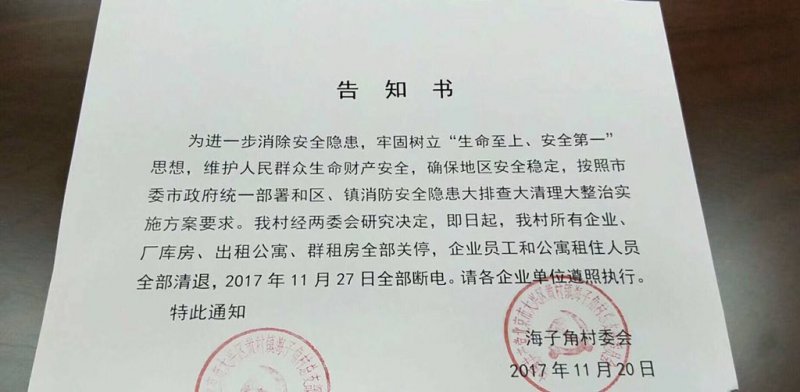 告 知 书
为进一步消除安全隐患，牢固树立“生命至上、安全第一”
思想，维护人民群众生命财产安全，确保地区安全稳定，按照市
委市政府统一部署和区、镇消防安全隐患大排查大清理大整治实
施方案要求。我村经两委会研究决定，即日起，我村所有企业、
厂库房、出租公寓、群租房全部关停，企业员工和公寓租住人员
全部清退，2017 年 11 月 27 日全部断电。请各企业单位遵照执行。
特此通知
海子角村委会
2017 年 11 月 20 日